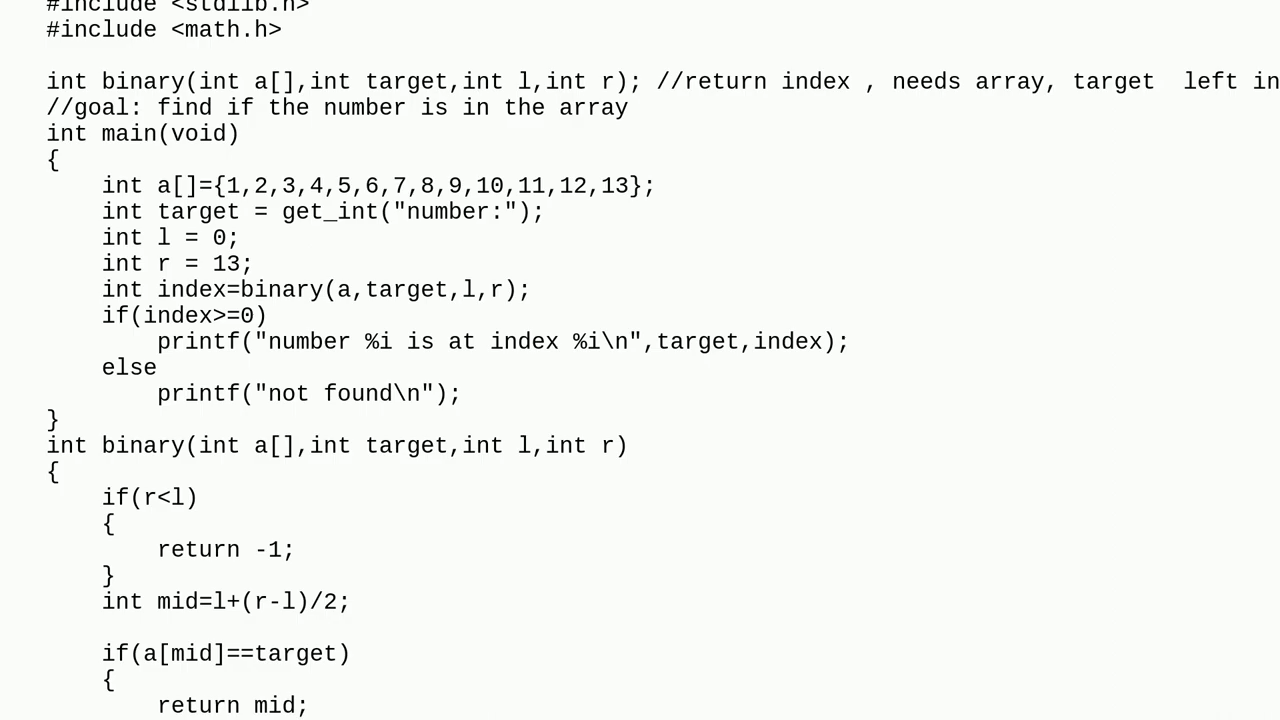 #include <stdlib.h>
#include <math.h>

int binary(int a[],int target,int l,int r); //return index , needs array, target  left in
//goal: find if the number is in the array
int main(void)
{
    int a[]={1,2,3,4,5,6,7,8,9,10,11,12,13};
    int target = get_int("number:");
    int l = 0;
    int r = 13;
    int index=binary(a,target,l,r);
    if(index>=0)
        printf("number %i is at index %i\n",target,index);
    else
        printf("not found\n");
}
int binary(int a[],int target,int l,int r)
{
    if(r<l)
    {
        return -1;
    }
    int mid=l+(r-l)/2;

    if(a[mid]==target)
    {
        return mid;